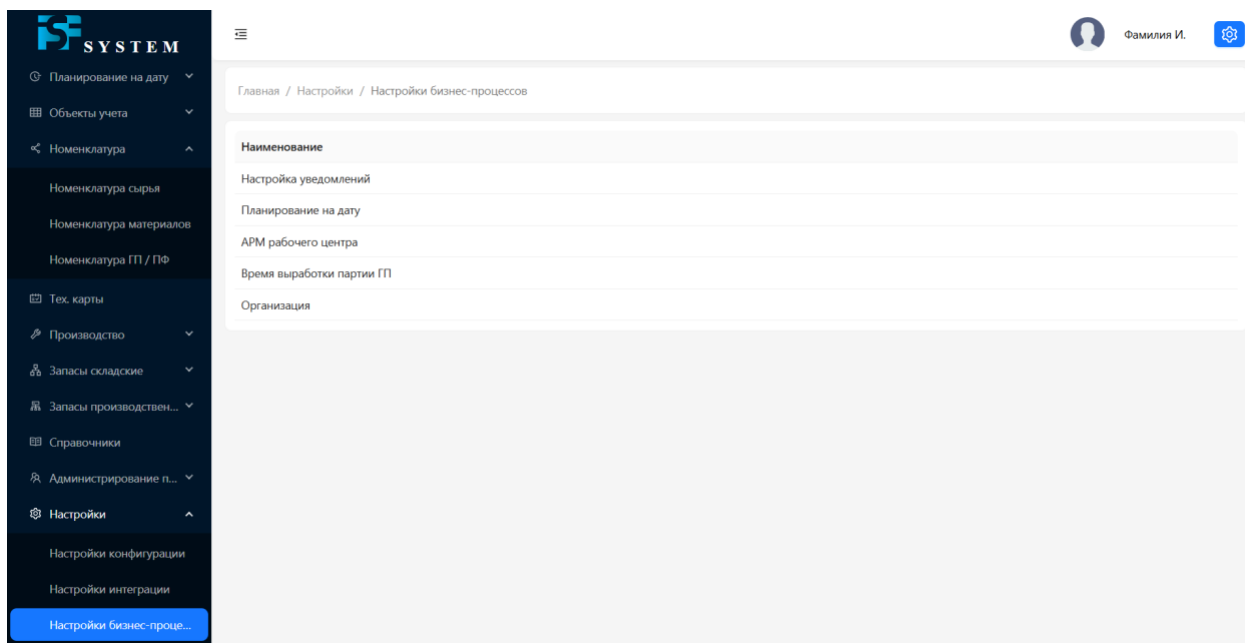 iSF SYSTEM
Фамилия И.
Планирование на дату
Объекты учета
Номенклатура
Номенклатура сырья
Номенклатура материалов
Номенклатура ГП / ПФ
Тех. карты
Производство
Запасы складские
Запасы производствен...
Справочники
Администрирование п...
Настройки
Настройки конфигурации
Настройки интеграции
Настройки бизнес-проце...
Главная / Настройки / Настройки бизнес-процессов
Наименование
Настройка уведомлений
Планирование на дату
АРМ рабочего центра
Время выработки партии ГП
Организация